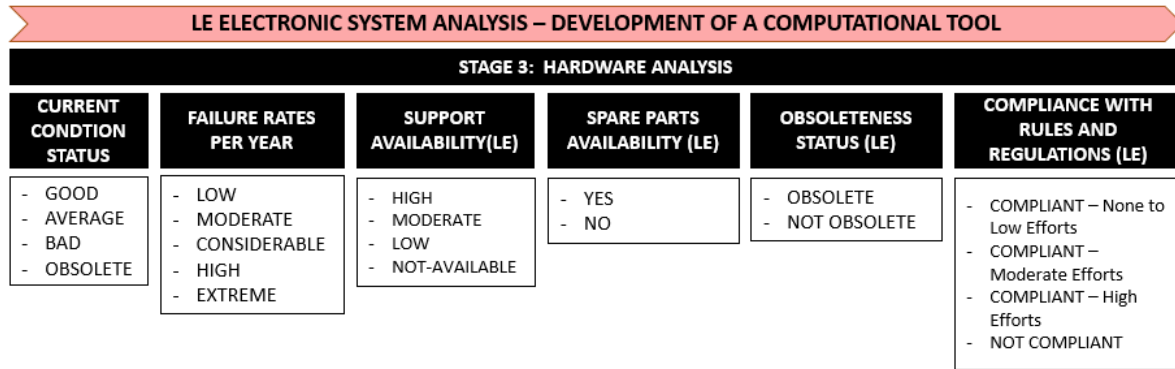 LE ELECTRONIC SYSTEM ANALYSIS – DEVELOPMENT OF A COMPUTATIONAL TOOL
STAGE 3: HARDWARE ANALYSIS
CURRENT
CONDTION
STATUS
- GOOD
- AVERAGE
- BAD
- OBSOLETE
FAILURE RATES
PER YEAR
- LOW
- MODERATE
- CONSIDERABLE
- HIGH
- EXTREME
SUPPORT
AVAILABILITY(LE)
- HIGH
- MODERATE
- LOW
- NOT-AVAILABLE
SPARE PARTS
AVAILABILITY (LE)
- YES
- NO
OBSOLETENESS
STATUS (LE)
- OBSOLETE
- NOT OBSOLETE
COMPLIANCE WITH
RULES AND
REGULATIONS (LE)
- COMPLIANT – None to
Low Efforts
- COMPLIANT –
Moderate Efforts
- COMPLIANT – High
Efforts
- NOT COMPLIANT